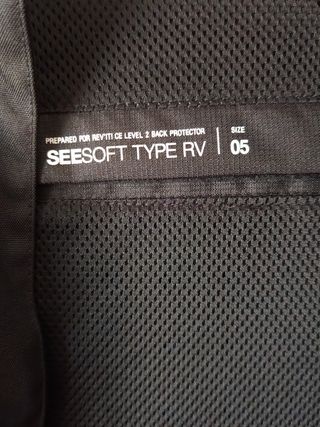 PREPARED FOR REV'IT! CE LEVEL 2 BACK PROTECTOR
SEESOFT TYPE RV
SIZE
05